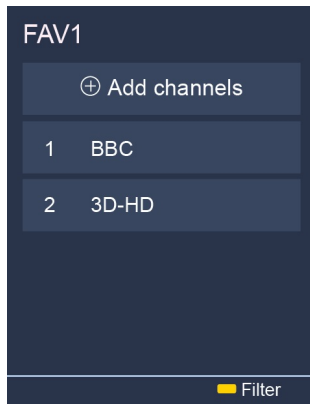 FAV1
⊕ Add channels
1 BBC
2 3D-HD
Filter